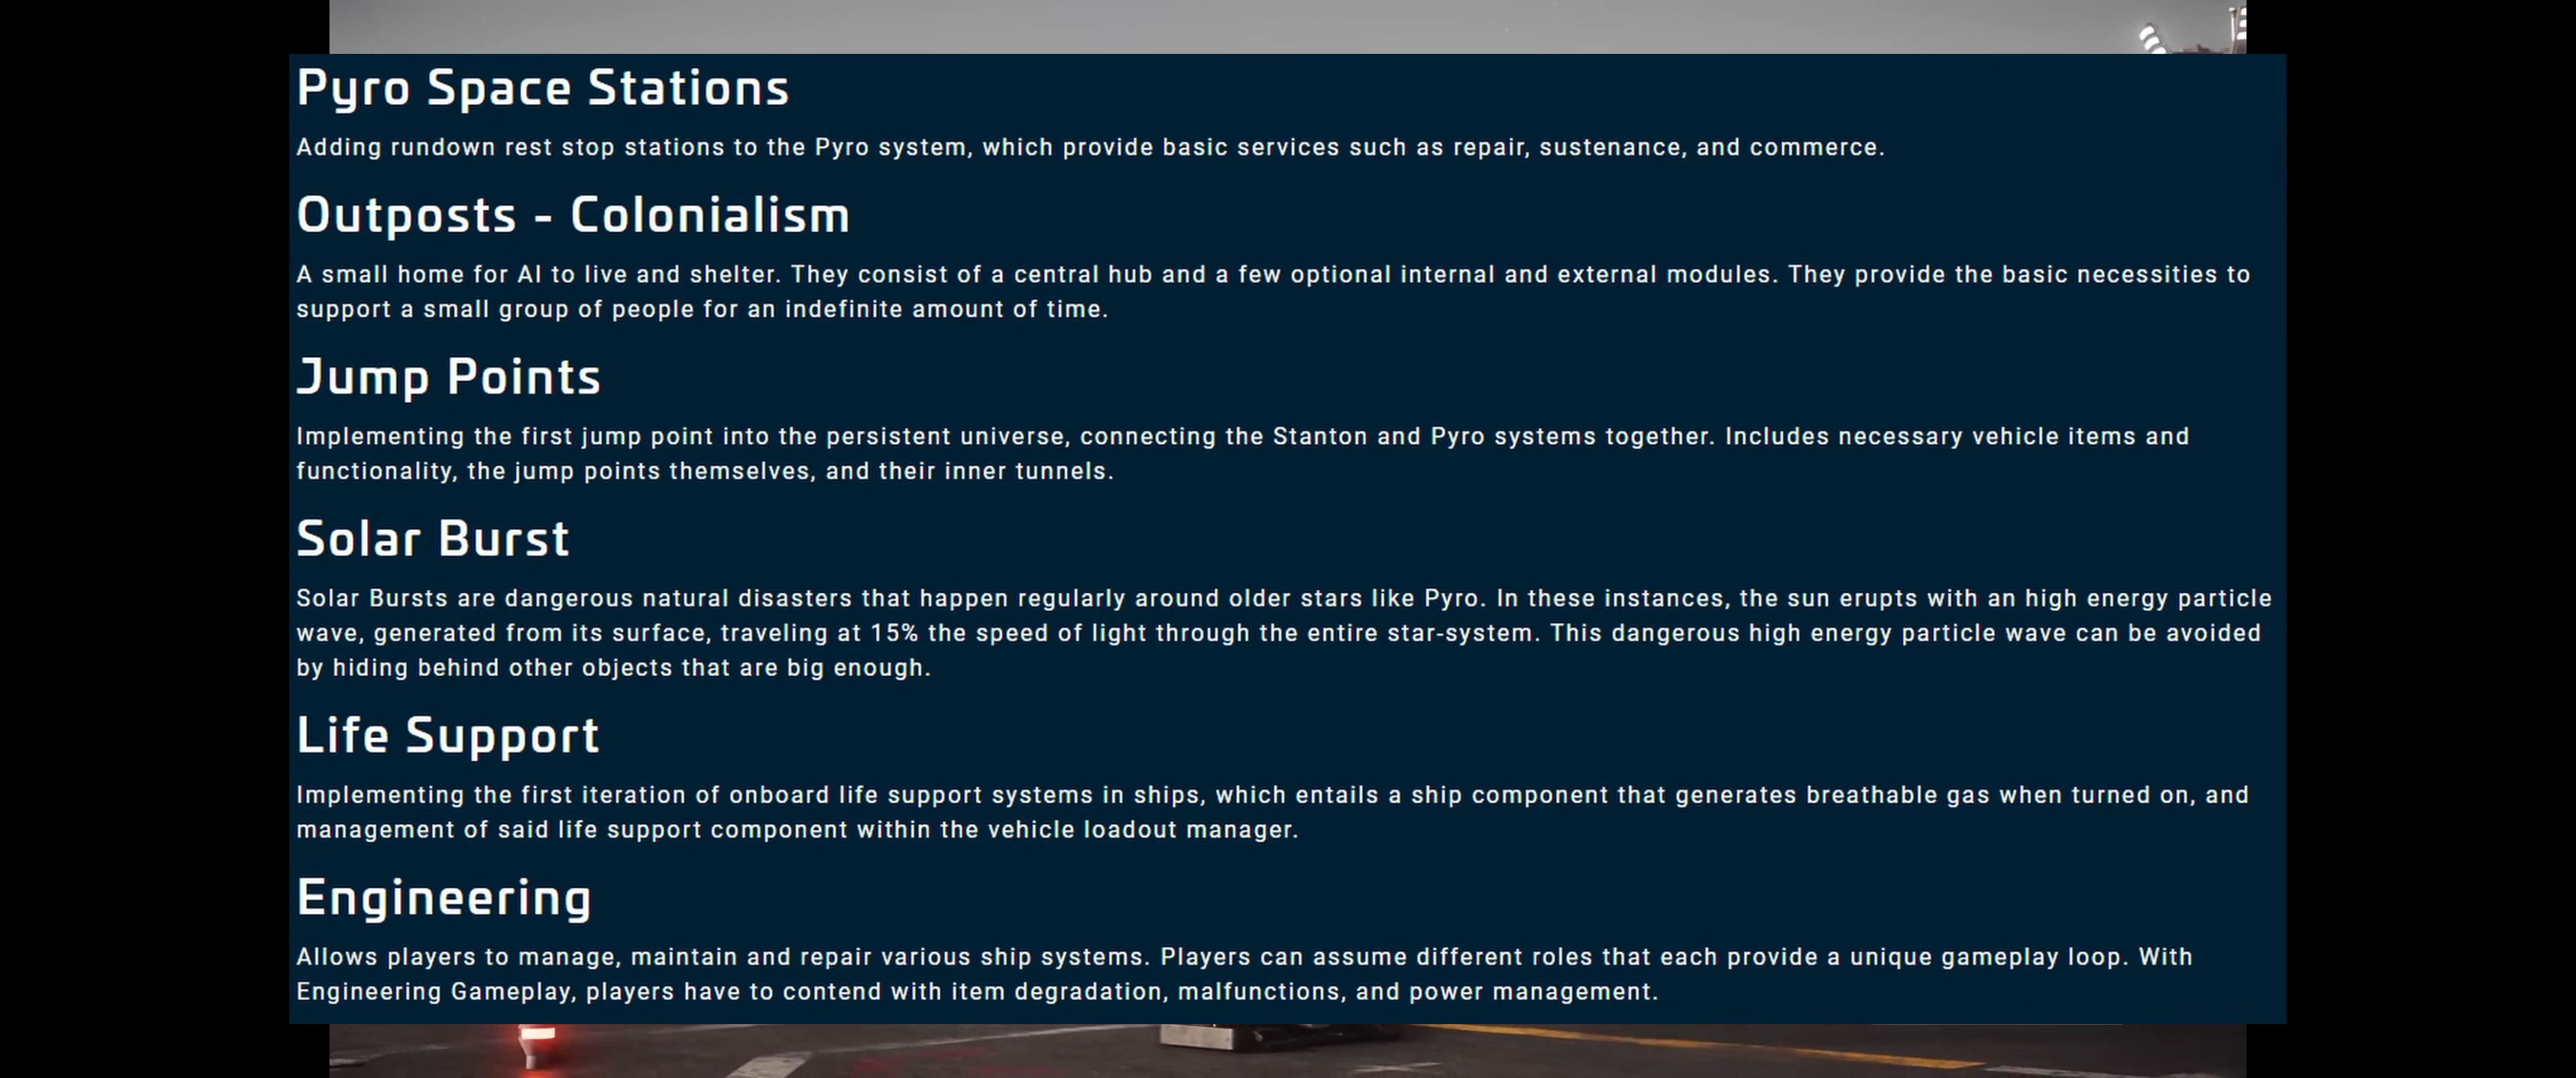 Pyro Space Stations
Adding rundown rest stop stations to the Pyro system, which provide basic services such as repair, sustenance, and commerce.
Outposts - Colonialism
A small home for AI to live and shelter. They consist of a central hub and a few optional internal and external modules. They provide the basic necessities to
support a small group of people for an indefinite amount of time.
Jump Points
Implementing the first jump point into the persistent universe, connecting the Stanton and Pyro systems together. Includes necessary vehicle items and
functionality, the jump points themselves, and their inner tunnels.
Solar Burst
Solar Bursts are dangerous natural disasters that happen regularly around older stars like Pyro. In these instances, the sun erupts with an high energy particle
wave, generated from its surface, traveling at 15% the speed of light through the entire star-system. This dangerous high energy particle wave can be avoided
by hiding behind other objects that are big enough.
Life Support
Implementing the first iteration of onboard life support systems in ships, which entails a ship component that generates breathable gas when turned on, and
management of said life support component within the vehicle loadout manager.
Engineering
Allows players to manage, maintain and repair various ship systems. Players can assume different roles that each provide a unique gameplay loop. With
Engineering Gameplay, players have to contend with item degradation, malfunctions, and power management.